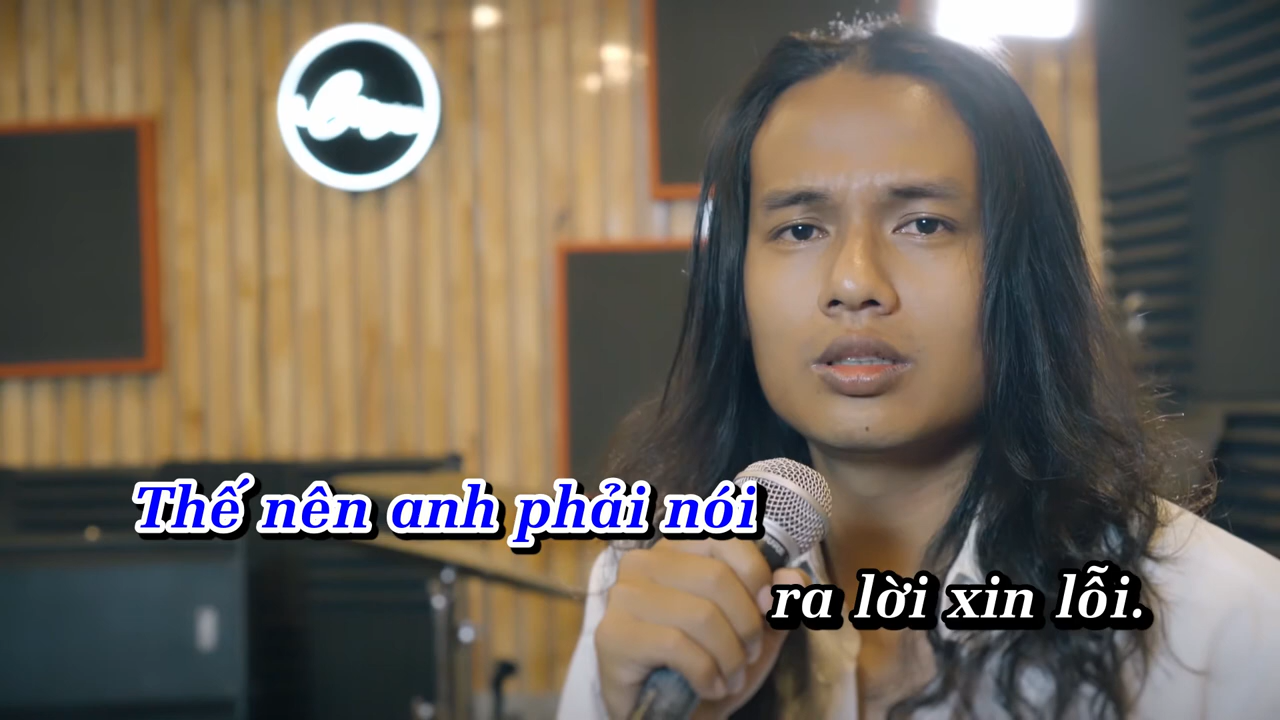 Thế nên anh phải nói
ra lời xin lỗi.